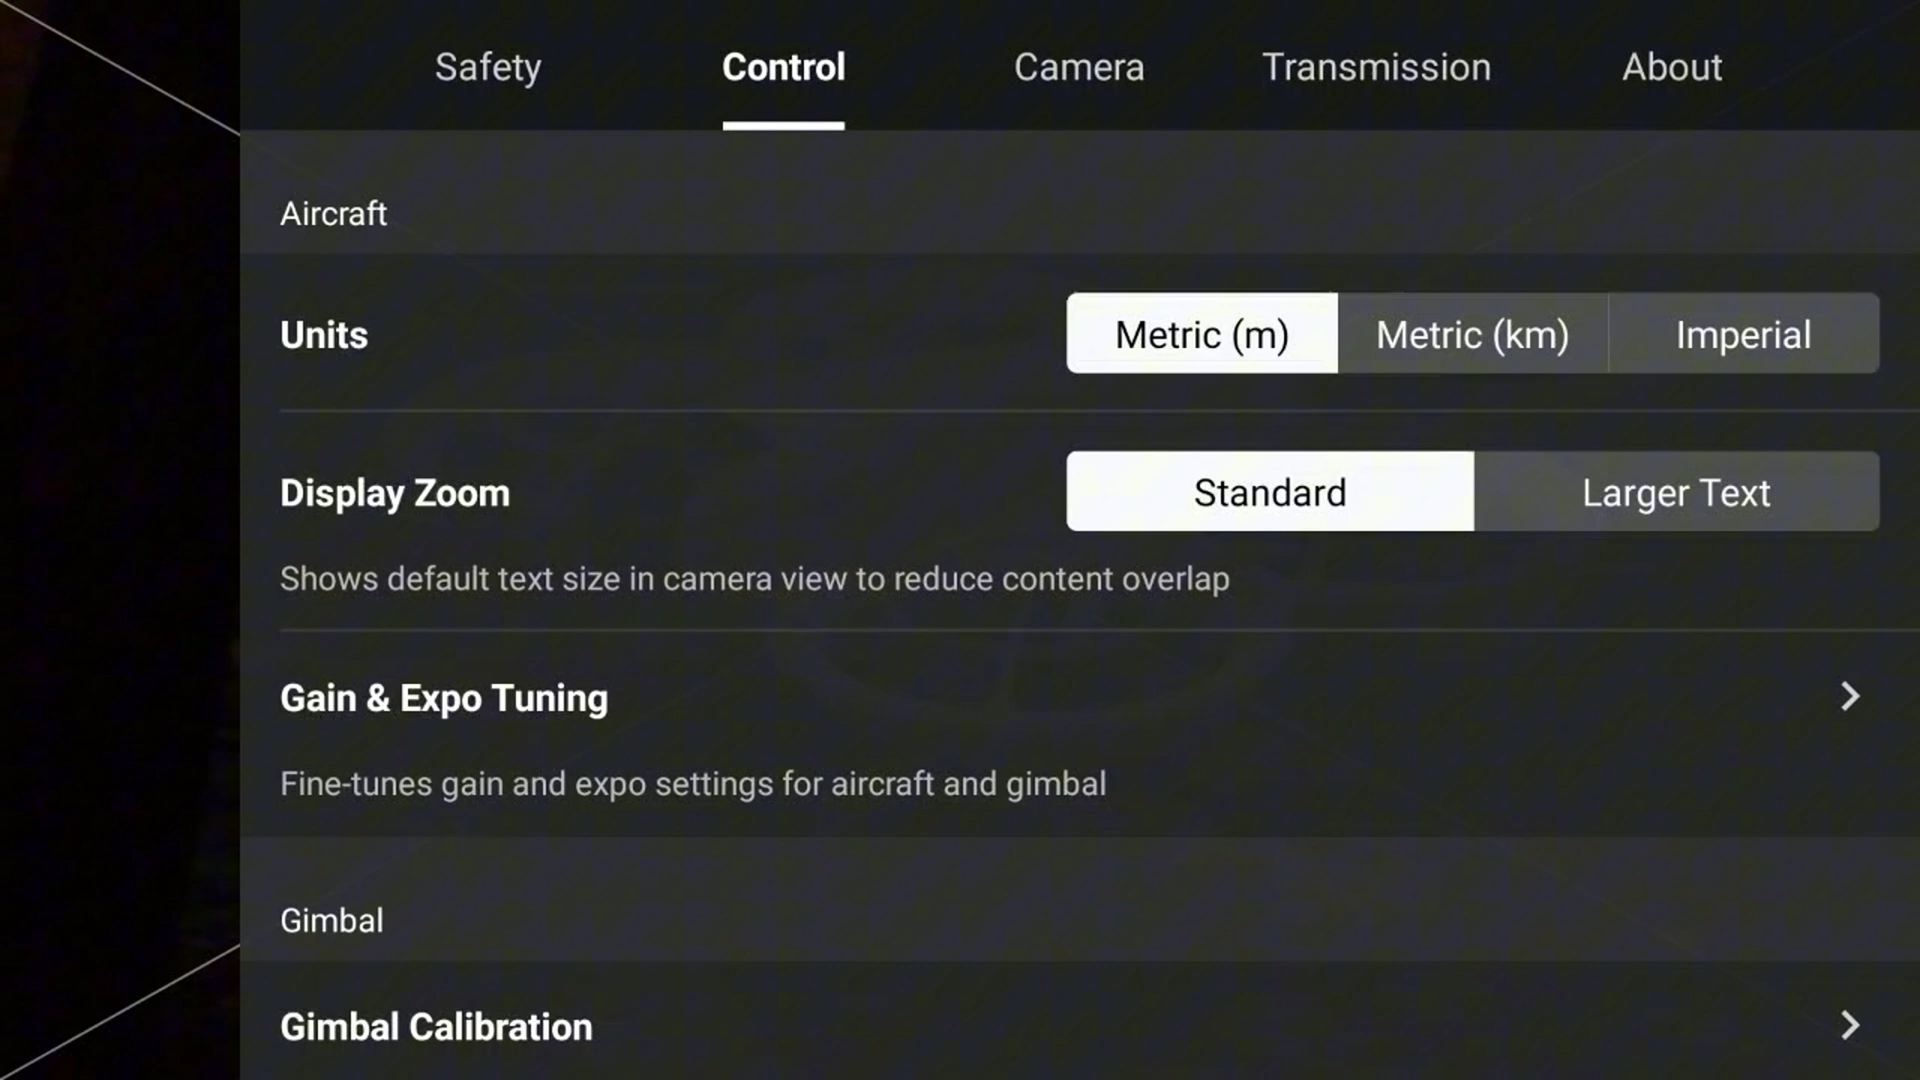 Safety Control Camera Transmission About
Aircraft
Units Metric (m) Metric (km) Imperial
Display Zoom Standard Larger Text
Shows default text size in camera view to reduce content overlap
Gain & Expo Tuning
Fine-tunes gain and expo settings for aircraft and gimbal
Gimbal
Gimbal Calibration